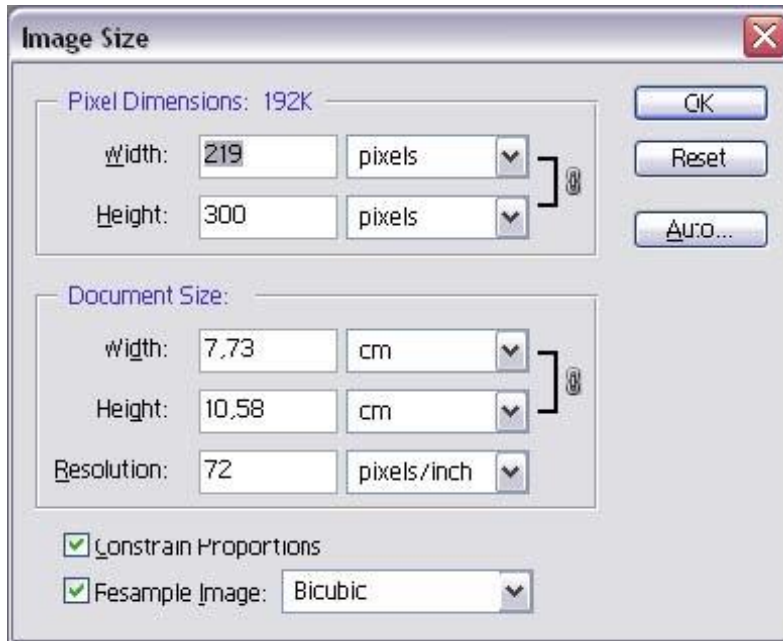 Image Size
Pixel Dimensions: 192K
Width: 219 pixels
Height: 300 pixels
Document Size:
Width: 7,73 cm
Height: 10,58 cm
Resolution: 72 pixels/inch
Constrain Proportions
Fesample Image: Bicubic
OK
Reset
Auto...